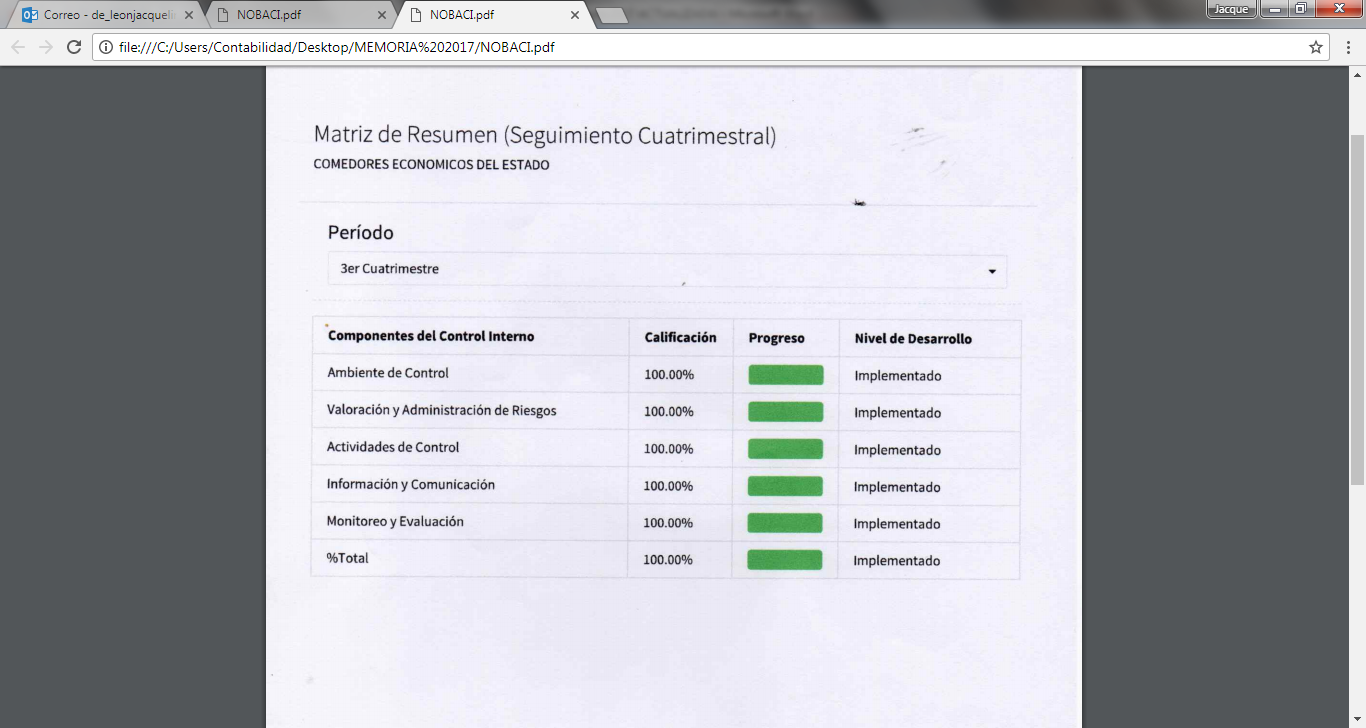 Correo - de_leonjacqueli
NOBACI.pdf
NOBACI.pdf
Jacque
file:///C:/Users/Contabilidad/Desktop/MEMORIA%202017/NOBACI.pdf
Matriz de Resumen (Seguimiento Cuatrimestral)
COMEDORES ECONOMICOS DEL ESTADO
Período
3er Cuatrimestre
Componentes del Control Interno Calificación Progreso Nivel de Desarrollo
Ambiente de Control 100.00% Implementado
Valoración y Administración de Riesgos 100.00% Implementado
Actividades de Control 100.00% Implementado
Información y Comunicación 100.00% Implementado
Monitoreo y Evaluación 100.00% Implementado
%Total 100.00% Implementado